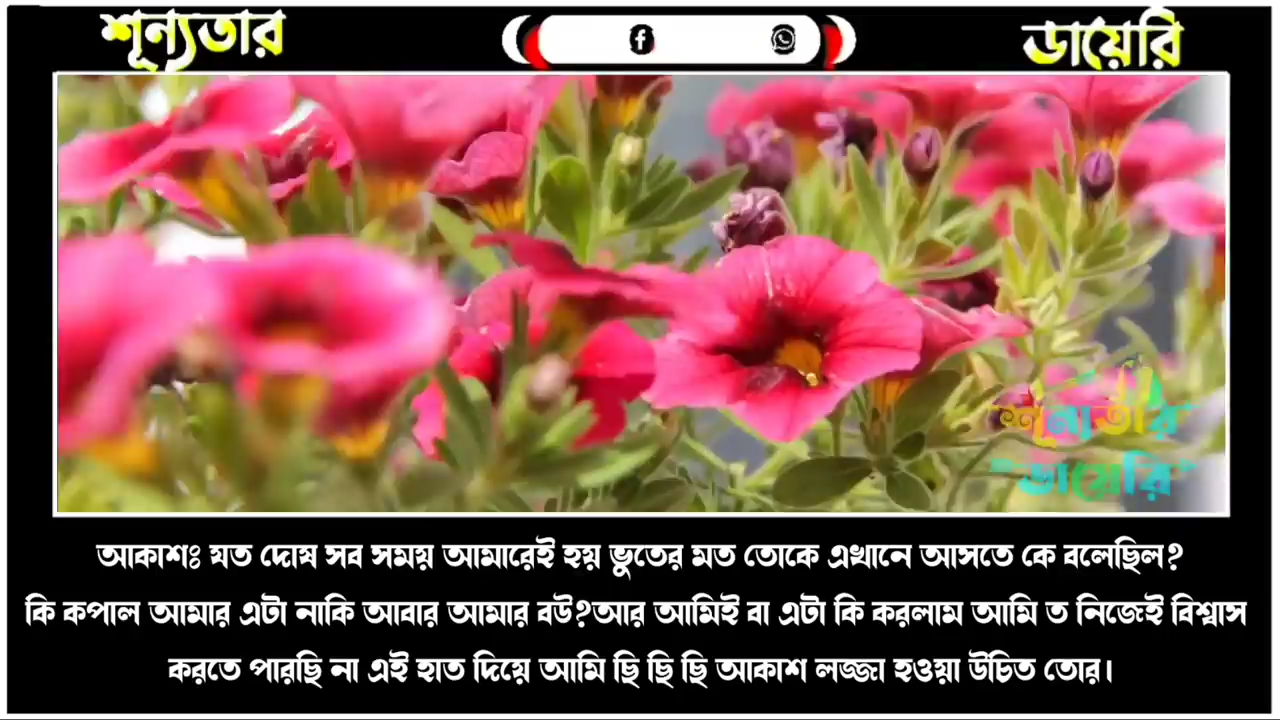 শূন্যতার
ডায়েরি
শূন্যতার
"ডায়েরি"
আকাশঃ যত দোষ সব সময় আমারেই হয় ভুতের মত তোকে এখানে আসতে কে বলেছিল?
কি কপাল আমার এটা নাকি আবার আমার বউ?আর আমিই বা এটা কি করলাম আমি ত নিজেই বিশ্বাস
করতে পারছি না এই হাত দিয়ে আমি ছি ছি ছি আকাশ লজ্জা হওয়া উচিত তোর।